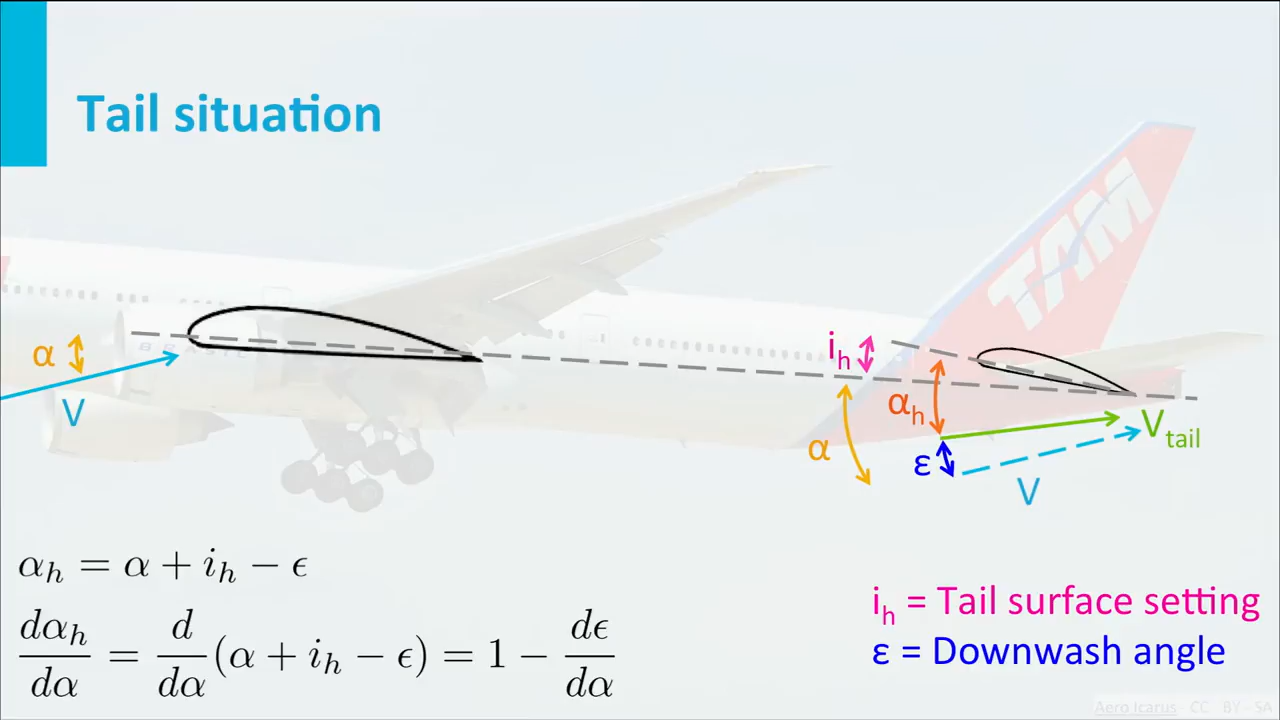 Tail situation
TAM
BRASIL
α
V
i_h
α_h
α
ε
V_tail
V
α_h = α + i_h − ϵ
dα_h/dα = d/dα (α + i_h − ϵ) = 1 − dϵ/dα
i_h = Tail surface setting
ε = Downwash angle
Aero Icarus CC BY - SA